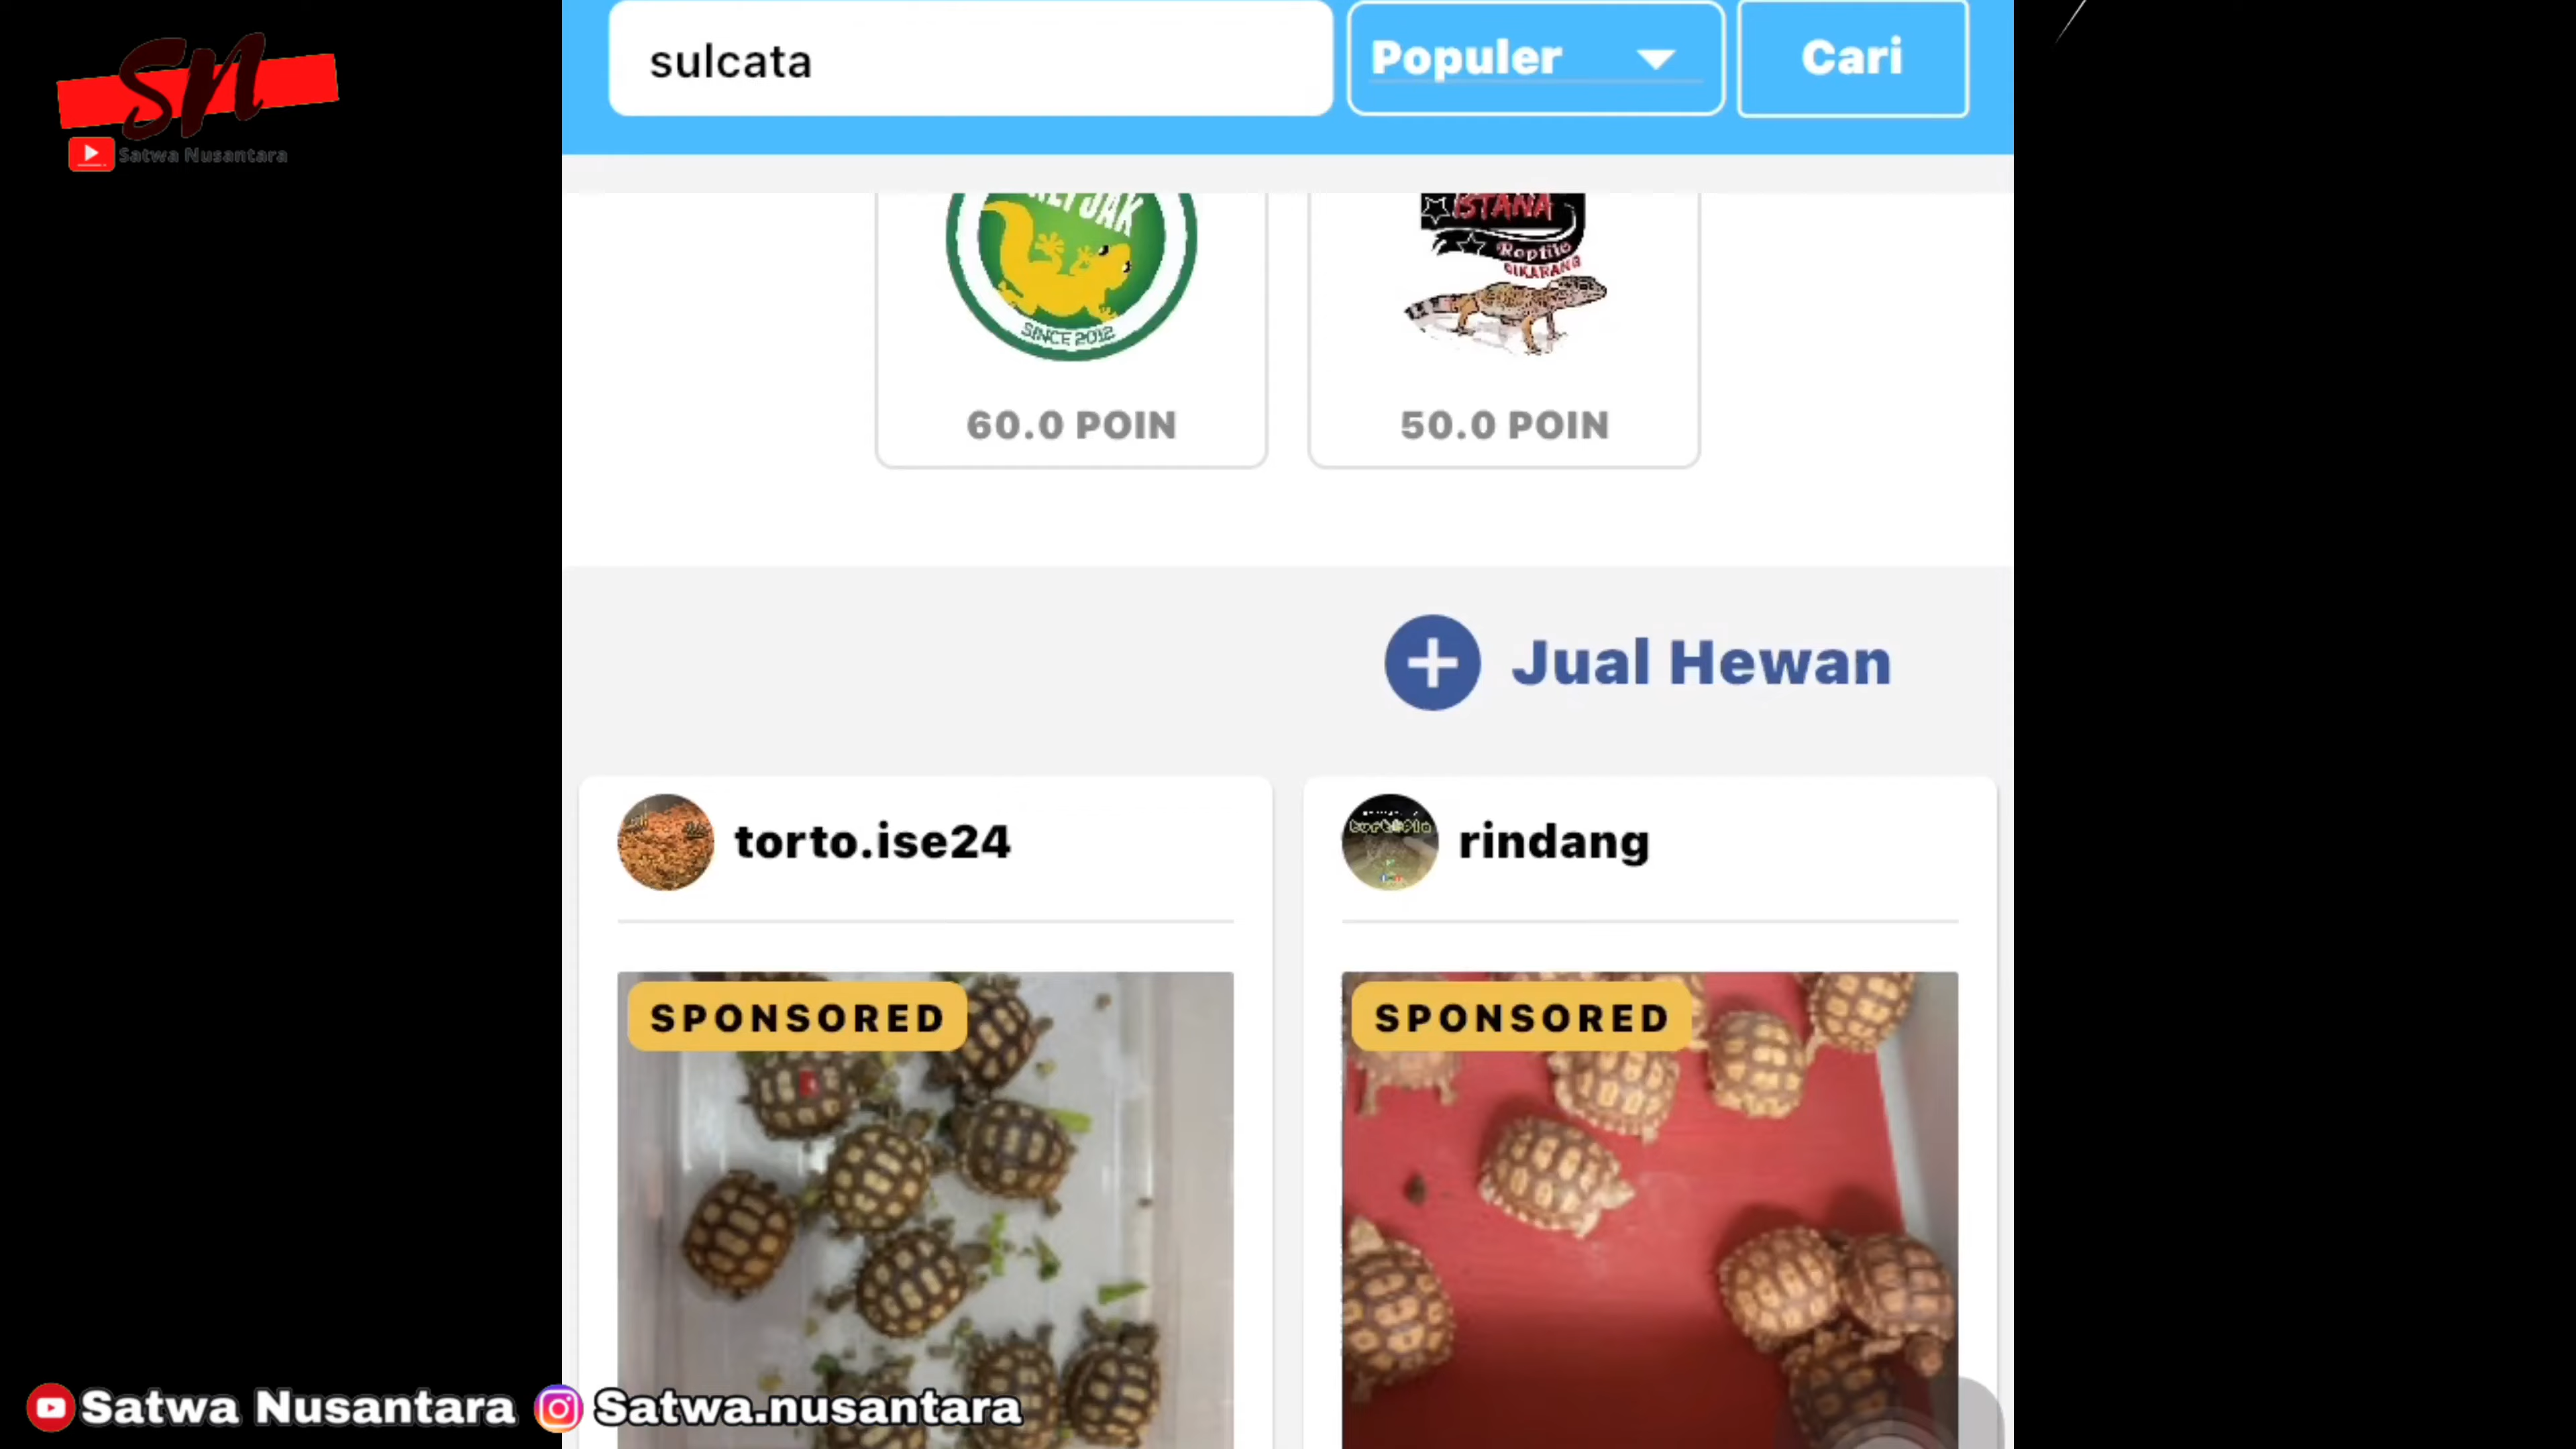 sn
Satwa Nusantara
sulcata
Populer
Cari
SINCE 2012
ISTANA
Reptile
CIKARANG
60.0 POIN
50.0 POIN
Jual Hewan
torto.ise24
rindang
SPONSORED
SPONSORED
Satwa Nusantara
Satwa.nusantara